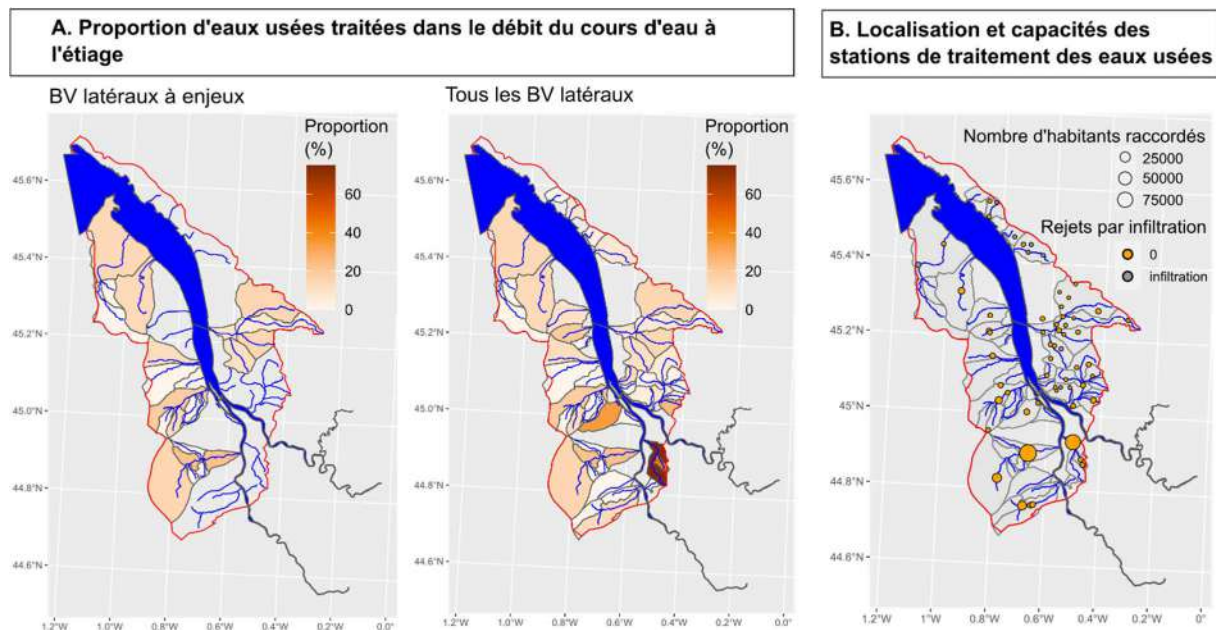 A. Proportion d'eaux usées traitées dans le débit du cours d'eau à
l'étiage
B. Localisation et capacités des
stations de traitement des eaux usées
BV latéraux à enjeux
Proportion
(%)
60
40
20
0
45.6°N
45.4°N
45.2°N
45.0°N
44.8°N
44.6°N
1.2°W
1.0°W
0.8°W
0.6°W
0.4°W
0.2°W
0.0°
Tous les BV latéraux
Proportion
(%)
60
40
20
0
45.6°N
45.4°N
45.2°N
45.0°N
44.8°N
44.6°N
1.2°W
1.0°W
0.8°W
0.6°W
0.4°W
0.2°W
0.0°
Nombre d'habitants raccordés
25000
50000
75000
Rejets par infiltration
0
infiltration
45.6°N
45.4°N
45.2°N
45°N
44.8°N
44.6°N
1.2°W
1°W
0.8°W
0.6°W
0.4°W
0.2°W
0°